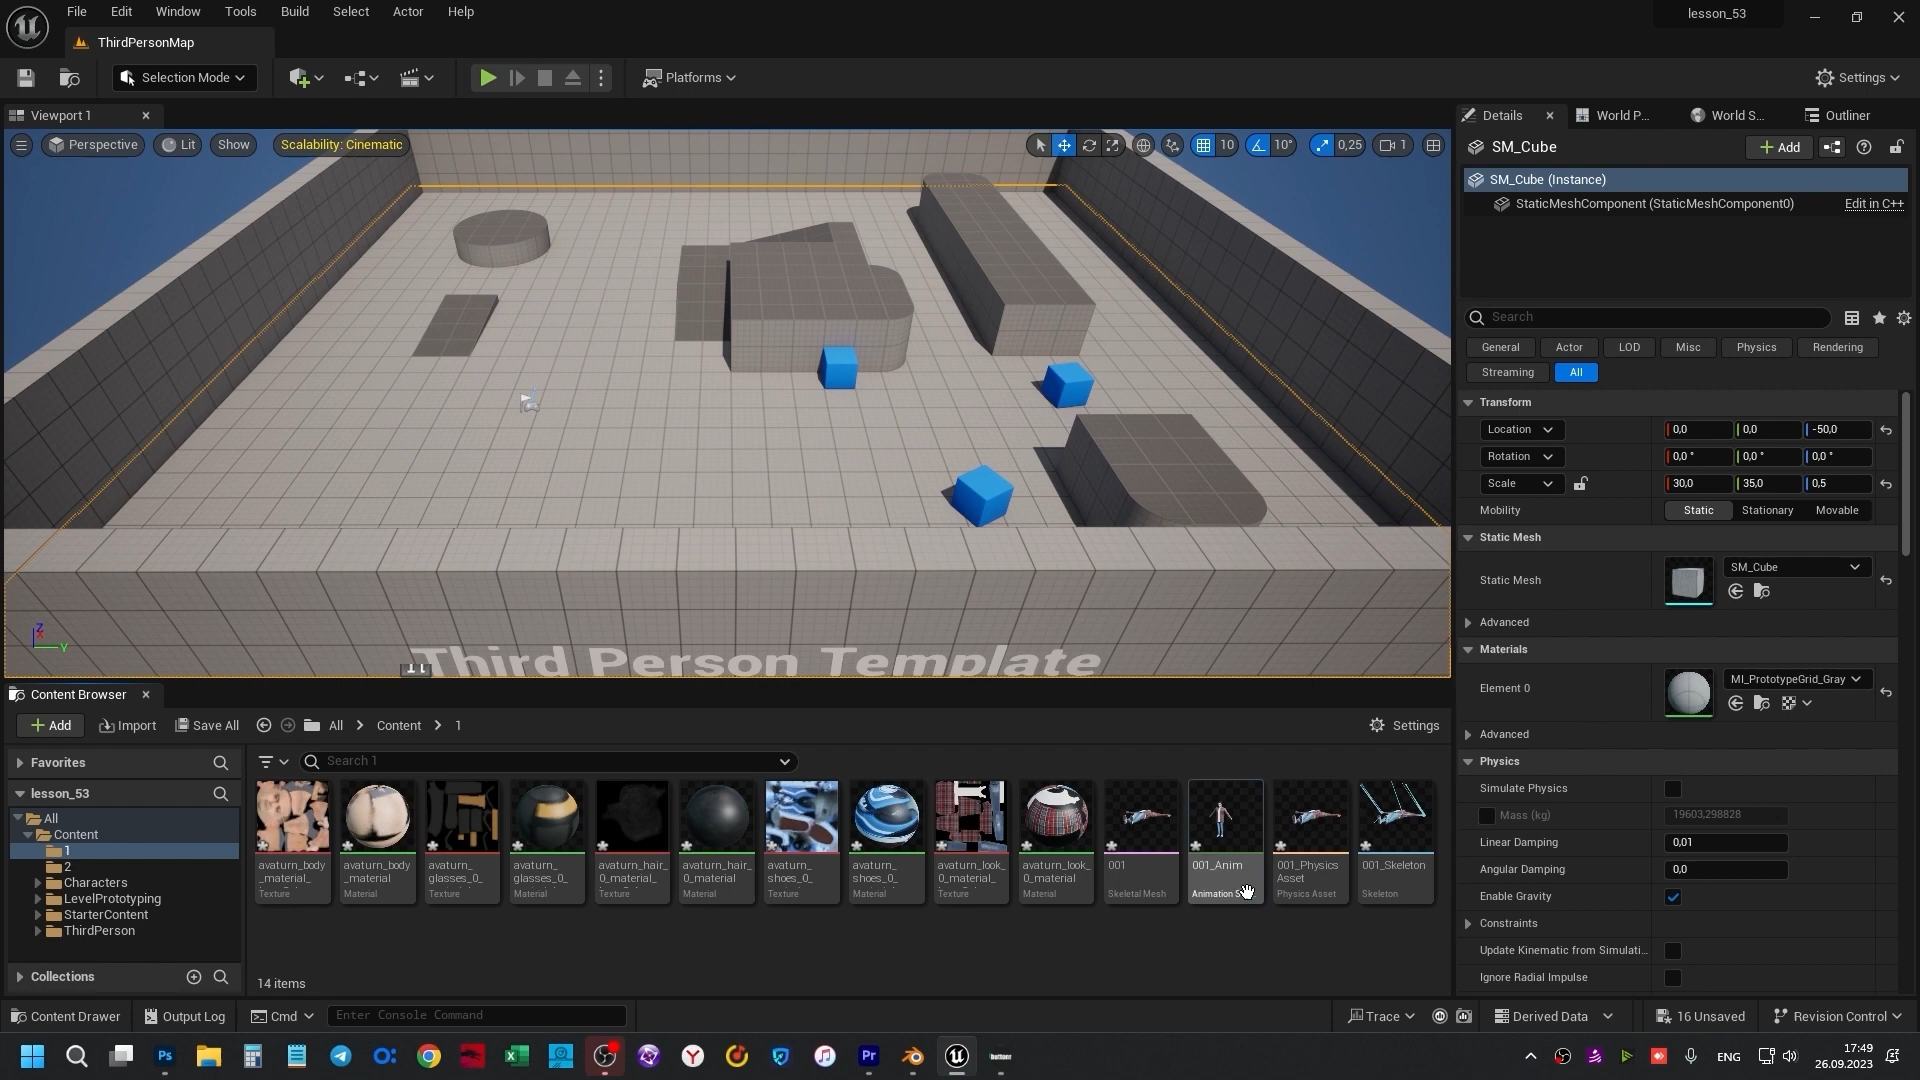 File Edit Window Tools Build Select Actor Help
lesson_53
ThirdPersonMap
Selection Mode
Platforms
Settings
Viewport 1
Perspective
Lit
Show
Scalability: Cinematic
10
10°
0,25
1
Third Person Template
Z
Y
Details
World P...
World S...
Outliner
SM_Cube
Add
SM_Cube (Instance)
StaticMeshComponent (StaticMeshComponent0)
Edit in C++
Search
General Actor LOD Misc Physics Rendering
Streaming All
Transform
Location 0,0 0,0 -50,0
Rotation 0,0 ° 0,0 ° 0,0 °
Scale 30,0 35,0 0,5
Mobility Static Stationary Movable
Static Mesh
Static Mesh SM_Cube
Advanced
Materials
Element 0 MI_PrototypeGrid_Gray
Advanced
Physics
Simulate Physics
Mass (kg) 19603,298828
Linear Damping 0,01
Angular Damping 0,0
Enable Gravity
Constraints
Update Kinematic from Simulati...
Ignore Radial Impulse
Content Browser
Add Import Save All All Content 1
Settings
Favorites
lesson_53
All
Content
1
2
Characters
LevelPrototyping
StarterContent
ThirdPerson
Collections
Search 1
avaturn_body
_material_
Texture
avaturn_body
_material
Material
avaturn_
glasses_0_
Texture
avaturn_
glasses_0_
Material
avaturn_hair_
0_material_
Texture
avaturn_hair_
0_material
Material
avaturn_
shoes_0_
Texture
avaturn_
shoes_0_
Material
avaturn_look_
0_material_
Texture
avaturn_look_
0_material
Material
001
Skeletal Mesh
001_Anim
Animation S
001_Physics
Asset
Physics Asset
001_Skeleton
Skeleton
14 items
Content Drawer
Output Log
Cmd
Enter Console Command
Trace
Derived Data
16 Unsaved
Revision Control
Ps
Pr
ENG
17:49
26.09.2023